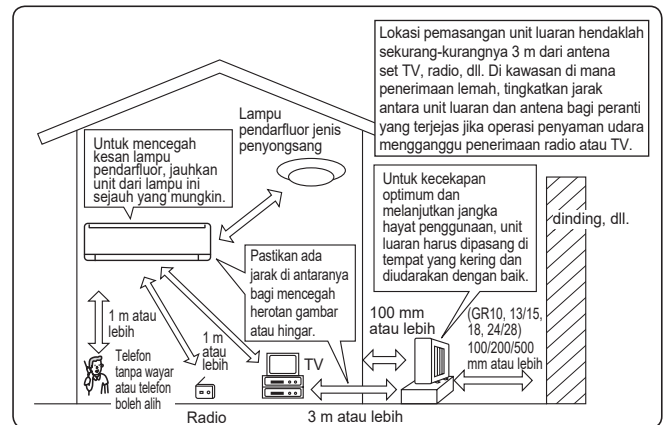 Lokasi pemasangan unit luaran hendaklah
sekurang-kurangnya 3 m dari antena
set TV, radio, dll. Di kawasan di mana
penerimaan lemah, tingkatkan jarak
antara unit luaran dan antena bagi peranti
yang terjejas jika operasi penyaman udara
mengganggu penerimaan radio atau TV.
Lampu
pendarfluor jenis
penyongsang
Untuk mencegah
kesan lampu
pendarfluor, jauhkan
unit dari lampu ini
sejauh yang mungkin.
Untuk kecekapan
optimum dan
melanjutkan jangka
hayat penggunaan, unit
luaran harus dipasang di
tempat yang kering dan
diudarakan dengan baik.
dinding, dll.
Pastikan ada
jarak di antaranya
bagi mencegah
herotan gambar
atau hingar.
1 m atau
lebih
Telefon
tanpa wayar
atau telefon
boleh alih
1 m
atau
lebih
Radio
TV
3 m atau lebih
100 mm
atau lebih
(GR10, 13/15,
18, 24/28)
100/200/500
mm atau lebih